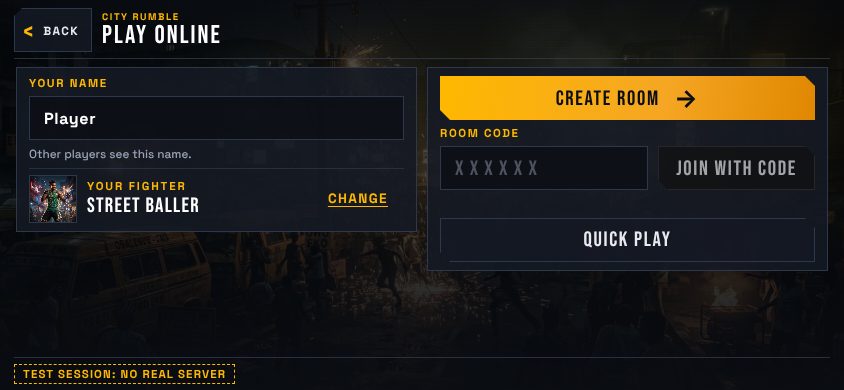 < BACK
CITY RUMBLE
PLAY ONLINE
YOUR NAME
Player
Other players see this name.
YOUR FIGHTER
STREET BALLER
CHANGE
CREATE ROOM →
ROOM CODE
XXXXXX
JOIN WITH CODE
QUICK PLAY
TEST SESSION: NO REAL SERVER